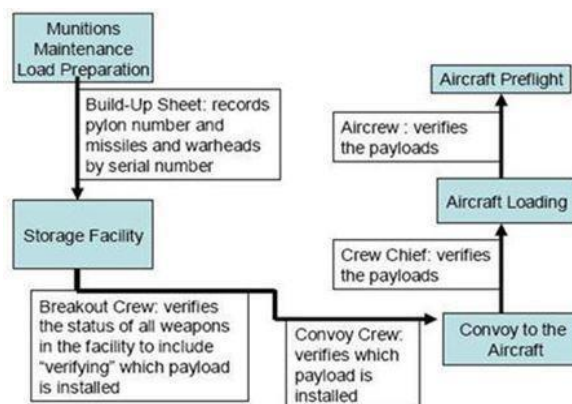 Munitions
Maintenance
Load Preparation
Build-Up Sheet: records
pylon number and
missiles and warheads
by serial number
Storage Facility
Breakout Crew: verifies
the status of all weapons
in the facility to include
“verifying” which payload
is installed
Convoy Crew:
verifies which
payload is
installed
Convoy to the
Aircraft
Crew Chief: verifies
the payloads
Aircraft Loading
Aircrew : verifies
the payloads
Aircraft Preflight